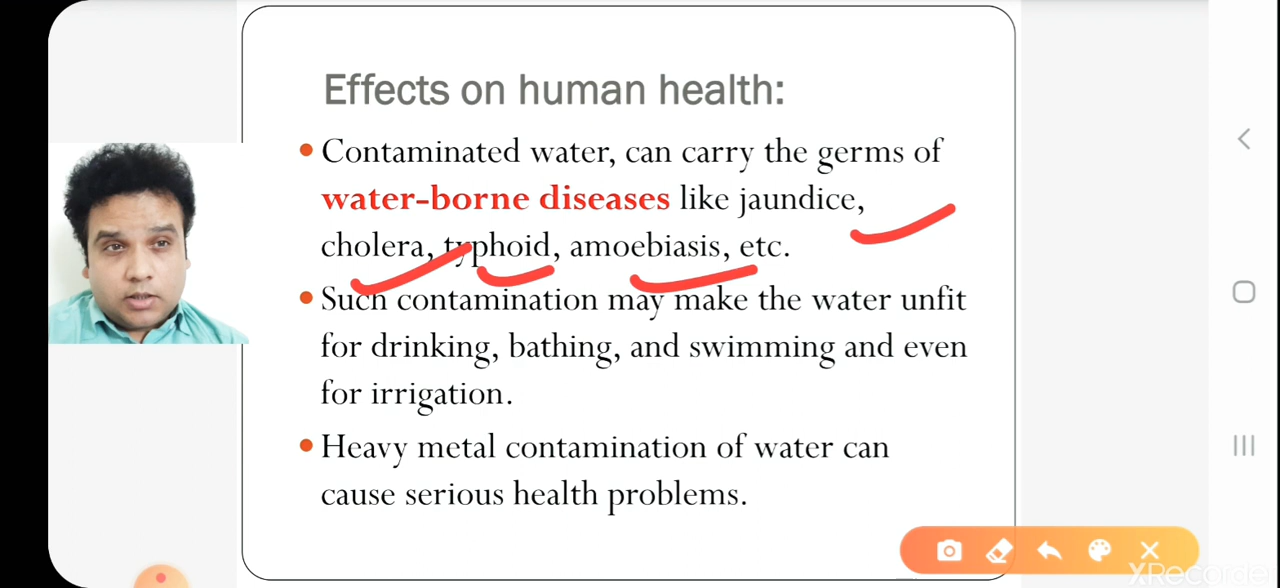 Effects on human health:
• Contaminated water, can carry the germs of
water-borne diseases like jaundice,
cholera, typhoid, amoebiasis, etc.
• Such contamination may make the water unfit
for drinking, bathing, and swimming and even
for irrigation.
• Heavy metal contamination of water can
cause serious health problems.
XRecorder